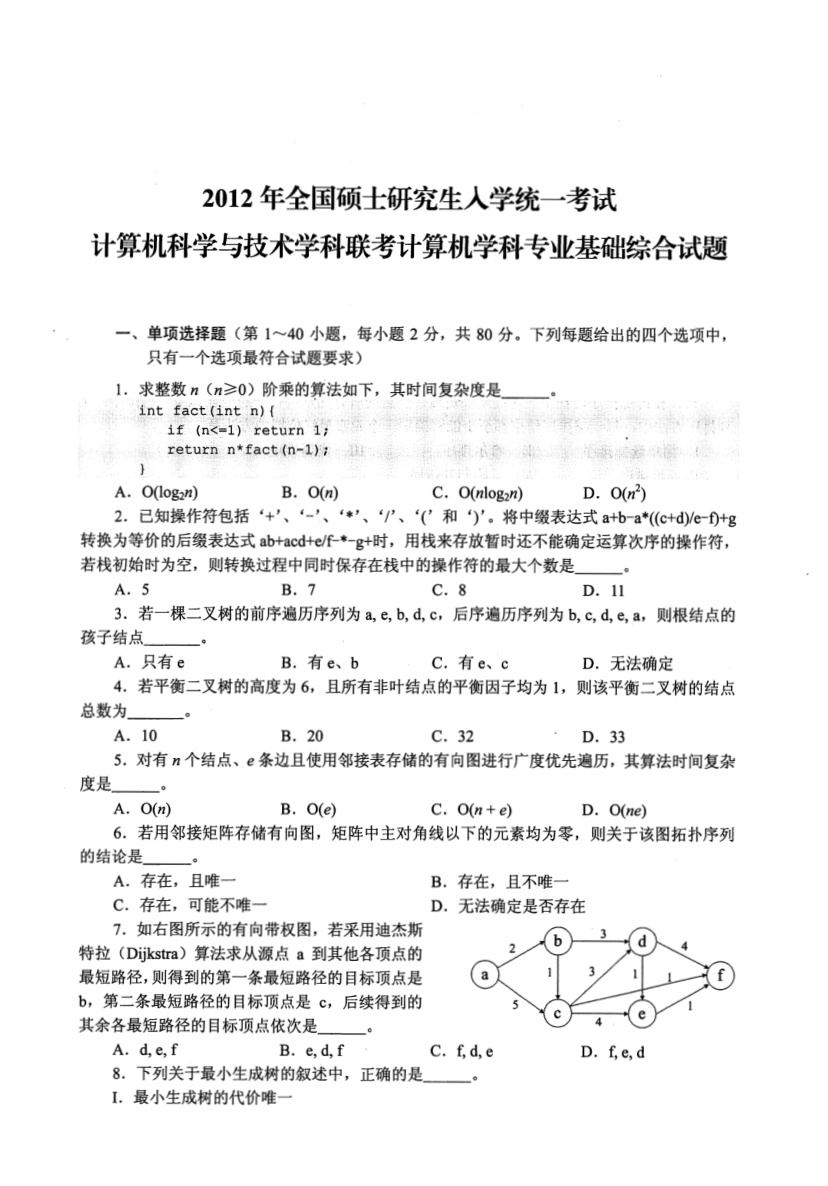 2012 年全国硕士研究生入学统一考试
计算机科学与技术学科联考计算机学科专业基础综合试题
一、单项选择题（第 1～40 小题，每小题 2 分，共 80 分。下列每题给出的四个选项中，
只有一个选项最符合试题要求）
1．求整数 n（n≥0）阶乘的算法如下，其时间复杂度是______。
int fact(int n){
if (n<=1) return 1;
return n*fact(n-1);
}
A．O(log₂n) B．O(n) C．O(nlog₂n) D．O(n²)
2．已知操作符包括‘+’、‘-’、‘*’、‘/’、‘(’和‘)’。将中缀表达式 a+b-a*((c+d)/e-f)+g
转换为等价的后缀表达式 ab+acd+e/f-*-g+时，用栈来存放暂时还不能确定运算次序的操作符，
若栈初始时为空，则转换过程中同时保存在栈中的操作符的最大个数是______。
A．5 B．7 C．8 D．11
3．若一棵二叉树的前序遍历序列为 a, e, b, d, c，后序遍历序列为 b, c, d, e, a，则根结点的
孩子结点______。
A．只有 e B．有 e、b C．有 e、c D．无法确定
4．若平衡二叉树的高度为 6，且所有非叶结点的平衡因子均为 1，则该平衡二叉树的结点
总数为______。
A．10 B．20 C．32 D．33
5．对有 n 个结点、e 条边且使用邻接表存储的有向图进行广度优先遍历，其算法时间复杂
度是______。
A．O(n) B．O(e) C．O(n + e) D．O(ne)
6．若用邻接矩阵存储有向图，矩阵中主对角线以下的元素均为零，则关于该图拓扑序列
的结论是______。
A．存在，且唯一 B．存在，且不唯一
C．存在，可能不唯一 D．无法确定是否存在
7．如右图所示的有向带权图，若采用迪杰斯
特拉（Dijkstra）算法求从源点 a 到其他各顶点的
最短路径，则得到的第一条最短路径的目标顶点是
b，第二条最短路径的目标顶点是 c，后续得到的
其余各最短路径的目标顶点依次是______。
b 3 d
2 4
a 1 3 1 1 f
5 1
c 4 e
A．d, e, f B．e, d, f C．f, d, e D．f, e, d
8．下列关于最小生成树的叙述中，正确的是______。
I．最小生成树的代价唯一